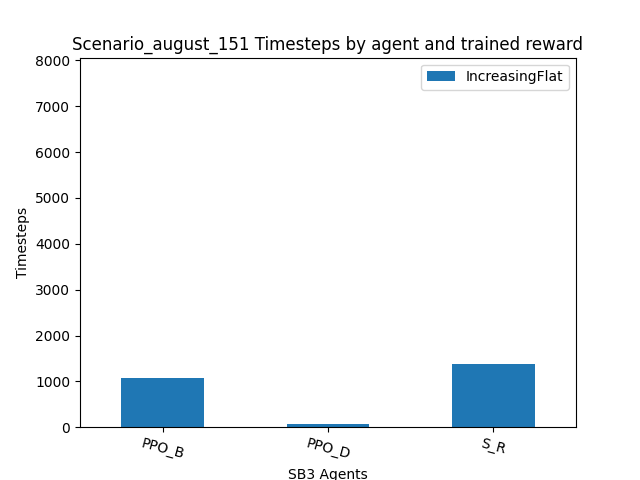 Scenario_august_151 Timesteps by agent and trained reward
IncreasingFlat
8000
7000
6000
5000
4000
3000
2000
1000
0
Timesteps
PPO_B
PPO_D
S_R
SB3 Agents